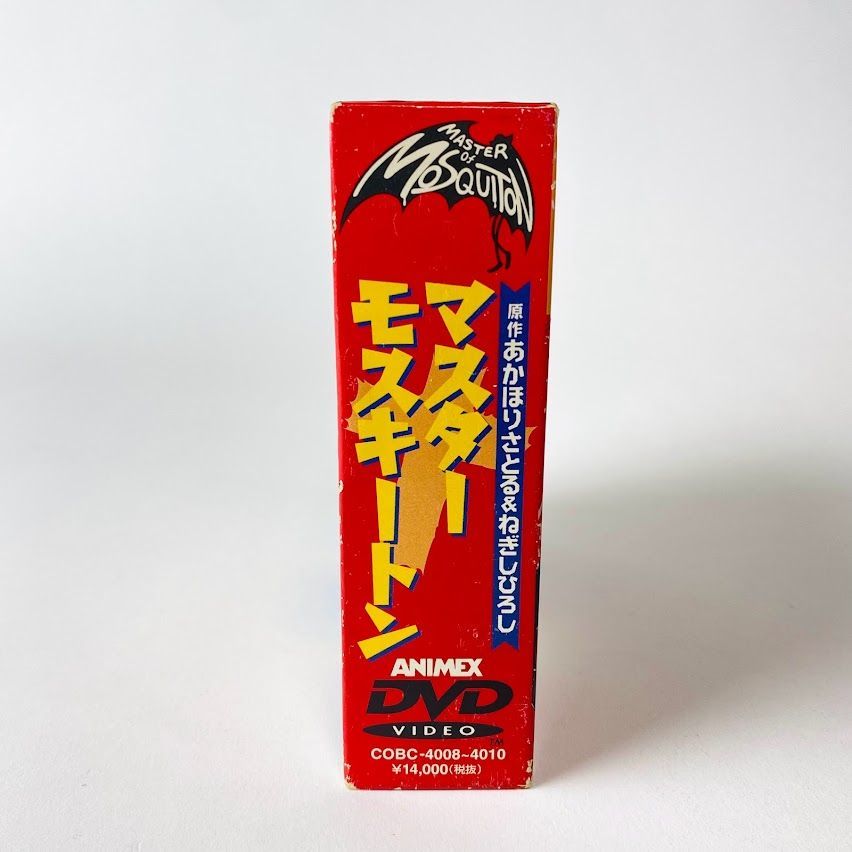 MASTER
of
MOSQUITON
マスター
モスキートン
原作 あかほりさとる&ねぎしひろし
ANIMEX
DVD
VIDEO
TM
COBC-4008~4010
¥14,000(税抜)